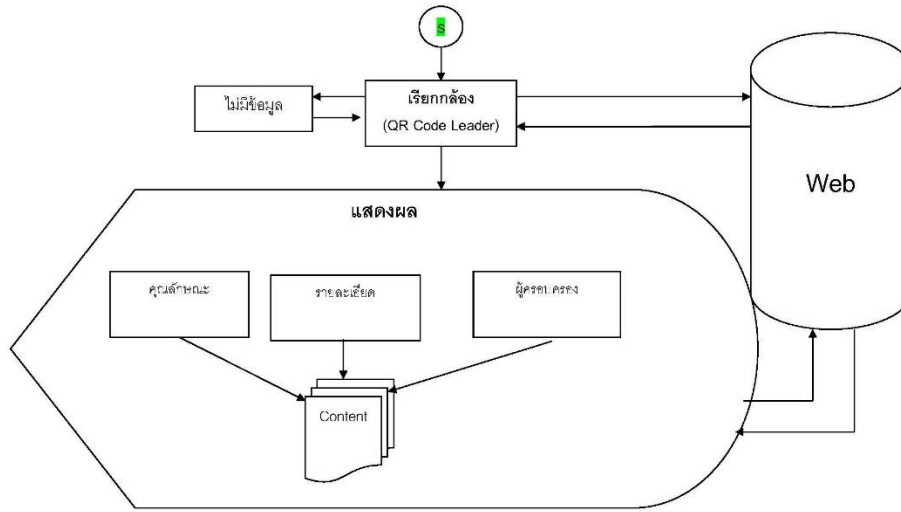 S
ไม่มีข้อมูล
เรียกกล้อง
(QR Code Leader)
Web
แสดงผล
คุณลักษณะ
รายละเอียด
ผู้ครอบครอง
Content